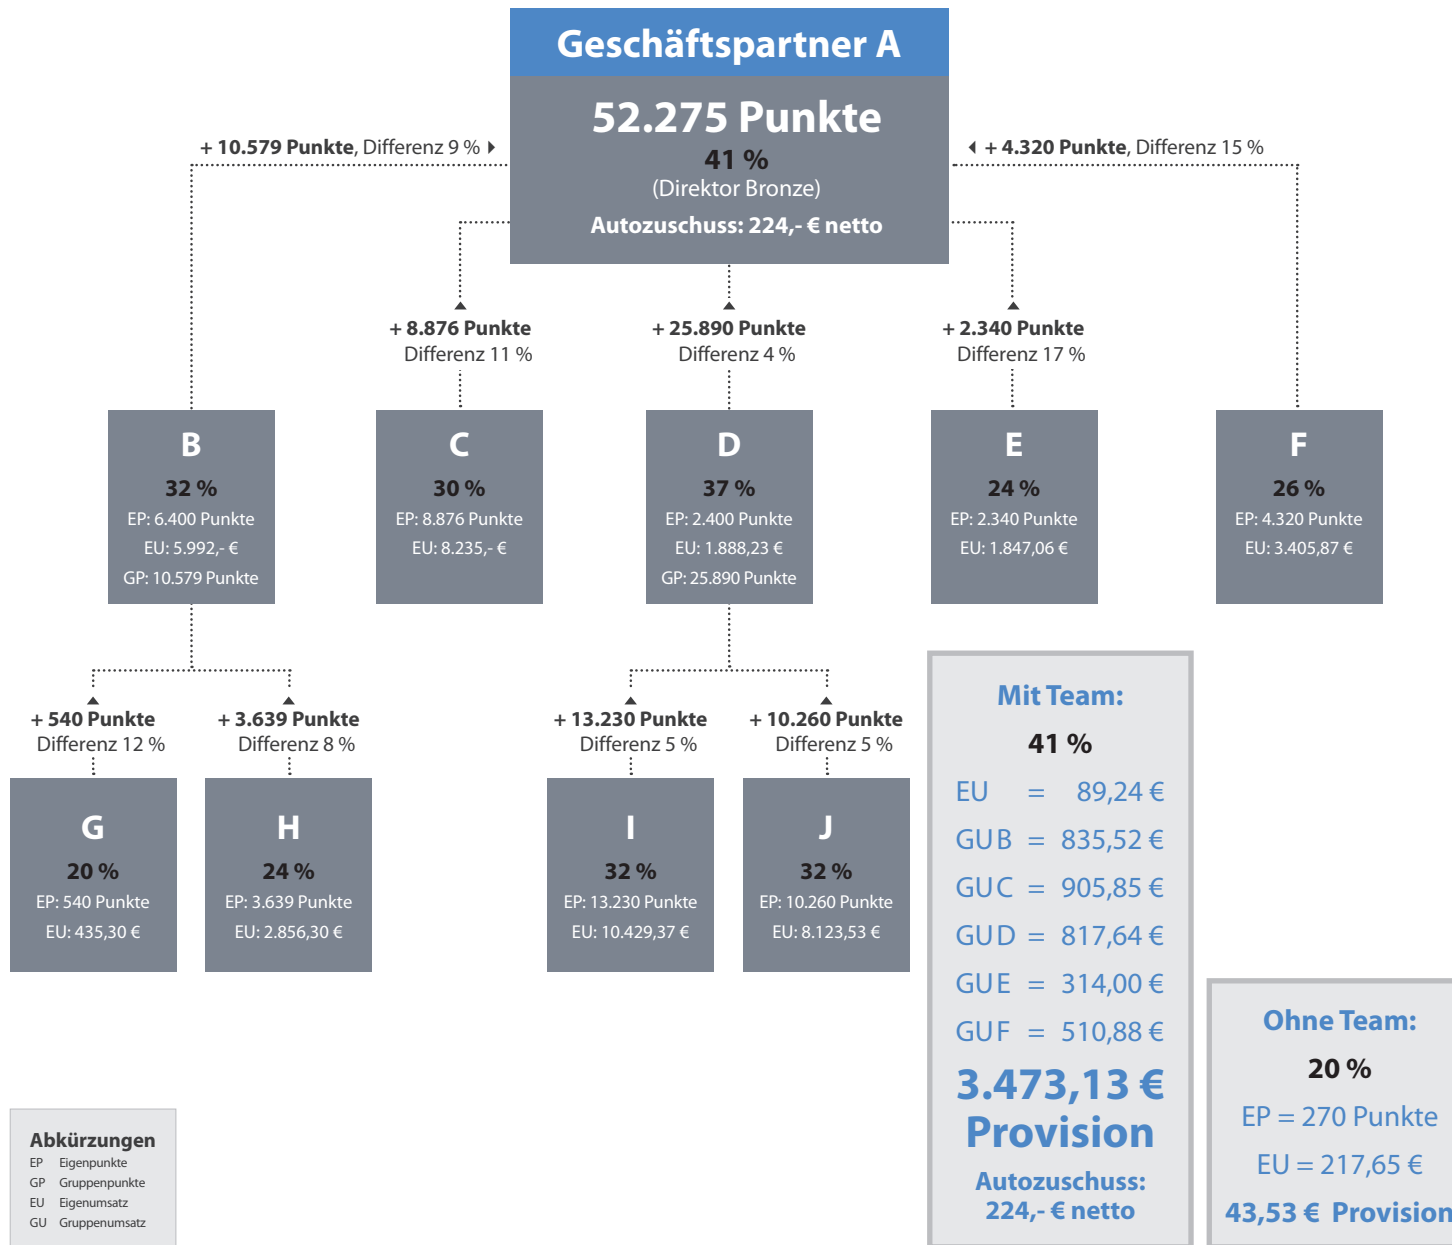 Geschäftspartner A
52.275 Punkte
41 %
(Direktor Bronze)
Autozuschuss: 224,- € netto
+ 10.579 Punkte, Differenz 9 %
+ 4.320 Punkte, Differenz 15 %
+ 8.876 Punkte
Differenz 11 %
+ 25.890 Punkte
Differenz 4 %
+ 2.340 Punkte
Differenz 17 %
B
32 %
EP: 6.400 Punkte
EU: 5.992,- €
GP: 10.579 Punkte
C
30 %
EP: 8.876 Punkte
EU: 8.235,- €
D
37 %
EP: 2.400 Punkte
EU: 1.888,23 €
GP: 25.890 Punkte
E
24 %
EP: 2.340 Punkte
EU: 1.847,06 €
F
26 %
EP: 4.320 Punkte
EU: 3.405,87 €
+ 540 Punkte
Differenz 12 %
+ 3.639 Punkte
Differenz 8 %
+ 13.230 Punkte
Differenz 5 %
+ 10.260 Punkte
Differenz 5 %
G
20 %
EP: 540 Punkte
EU: 435,30 €
H
24 %
EP: 3.639 Punkte
EU: 2.856,30 €
I
32 %
EP: 13.230 Punkte
EU: 10.429,37 €
J
32 %
EP: 10.260 Punkte
EU: 8.123,53 €
Mit Team:
41 %
EU = 89,24 €
GUB = 835,52 €
GUC = 905,85 €
GUD = 817,64 €
GUE = 314,00 €
GUF = 510,88 €
3.473,13 €
Provision
Autozuschuss:
224,- € netto
Ohne Team:
20 %
EP = 270 Punkte
EU = 217,65 €
43,53 € Provision
Abkürzungen
EP Eigenpunkte
GP Gruppenpunkte
EU Eigenumsatz
GU Gruppenumsatz